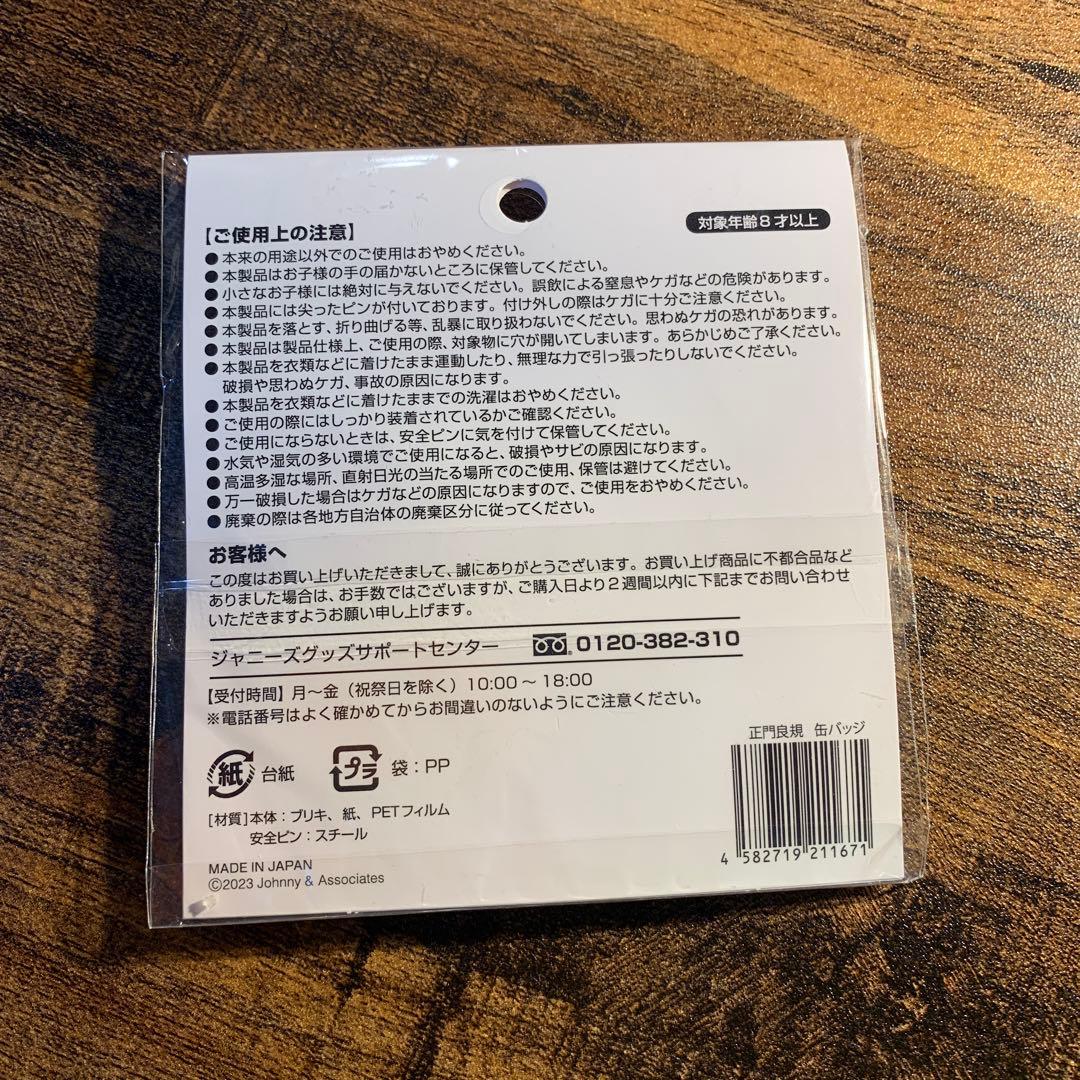 対象年齢8才以上
【ご使用上の注意】
●本来の用途以外でのご使用はおやめください。
●本製品はお子様の手の届かないところに保管してください。
●小さなお子様には絶対に与えないでください。誤飲による窒息やケガなどの危険があります。
●本製品には尖ったピンが付いております。付け外しの際はケガに十分ご注意ください。
●本製品を落とす、折り曲げる等、乱暴に取り扱わないでください。思わぬケガの恐れがあります。
●本製品は製品仕様上、ご使用の際、対象物に穴が開いてしまいます。あらかじめご了承ください。
●本製品を衣類などに着けたまま運動したり、無理な力で引っ張ったりしないでください。
破損や思わぬケガ、事故の原因になります。
●本製品を衣類などに着けたままでの洗濯はおやめください。
●ご使用の際にはしっかり装着されているかご確認ください。
●ご使用にならないときは、安全ピンに気を付けて保管してください。
●水気や湿気の多い環境でご使用になると、破損やサビの原因になります。
●高温多湿な場所、直射日光の当たる場所でのご使用、保管は避けてください。
●万一破損した場合はケガなどの原因になりますので、ご使用をおやめください。
●廃棄の際は各地方自治体の廃棄区分に従ってください。
お客様へ
この度はお買い上げいただきまして、誠にありがとうございます。お買い上げ商品に不都合品など
ありました場合は、お手数ではございますが、ご購入日より2週間以内に下記までお問い合わせ
いただきますようお願い申し上げます。
ジャニーズグッズサポートセンター 0120-382-310
【受付時間】月〜金（祝祭日を除く）10:00〜18:00
※電話番号はよく確かめてからお間違いのないようにご注意ください。
正門良規 缶バッジ
紙 台紙 プラ 袋：PP
[材質]本体：ブリキ、紙、PETフィルム
安全ピン：スチール
4 582719 211671
MADE IN JAPAN
©2023 Johnny & Associates